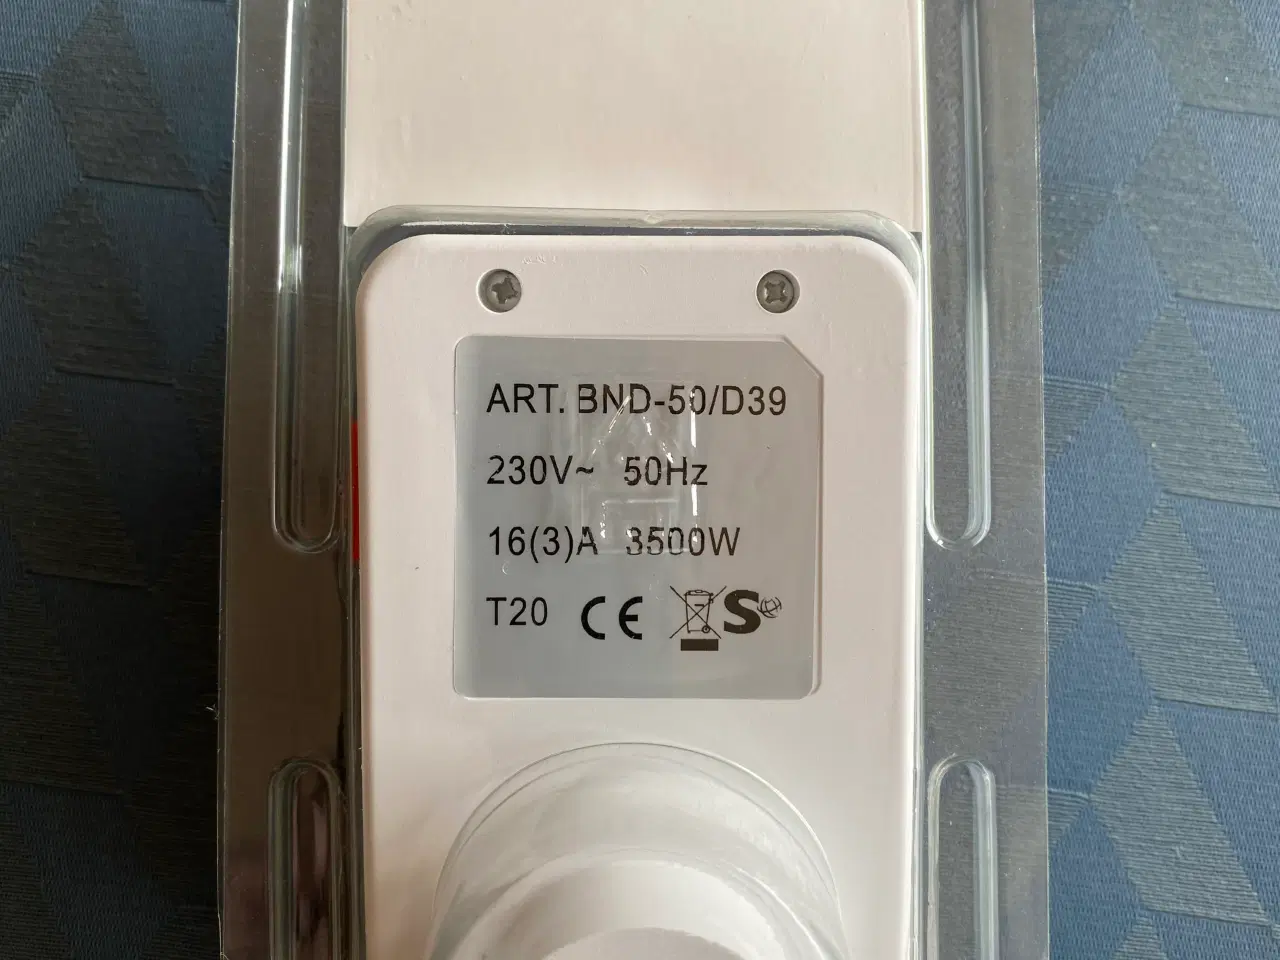 ART. BND-50/D39
230V~ 50Hz
16(3)A 3500W
T20 CE S